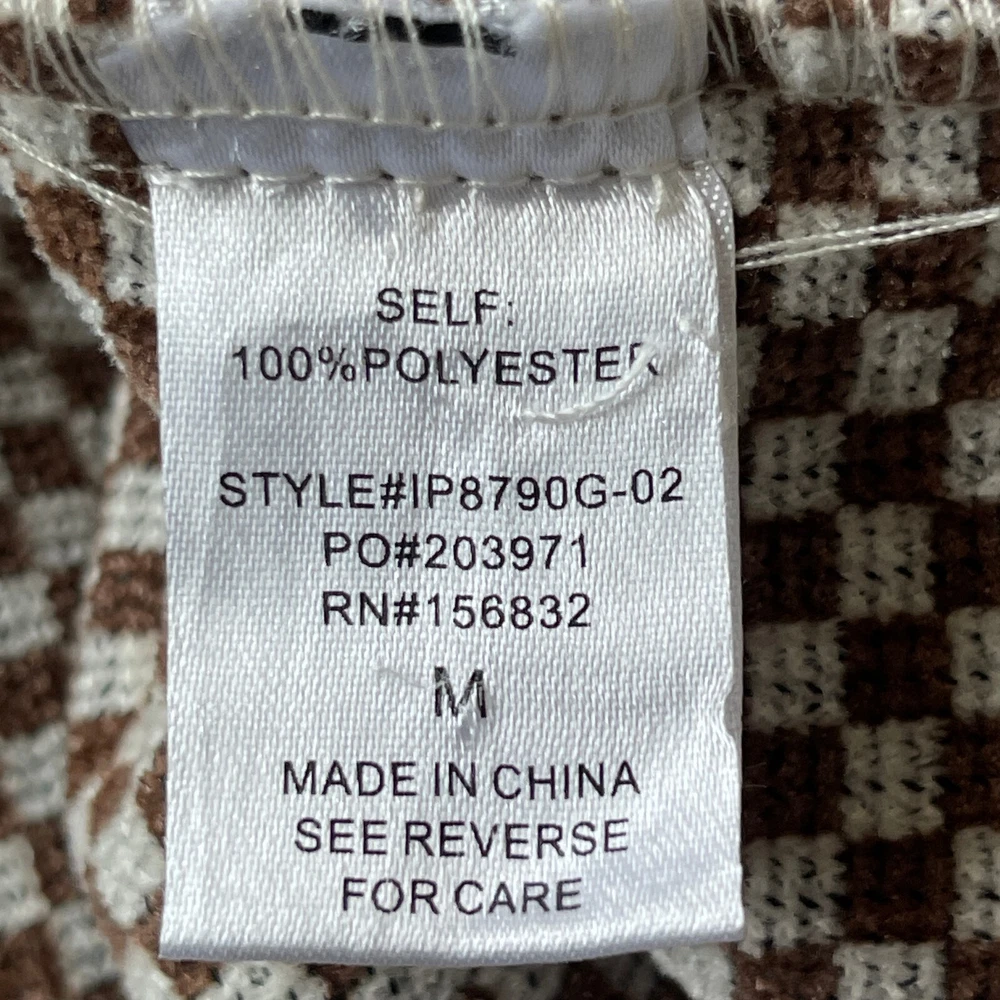 SELF:
100%POLYESTER
STYLE#IP8790G-02
PO#203971
RN#156832
M
MADE IN CHINA
SEE REVERSE
FOR CARE